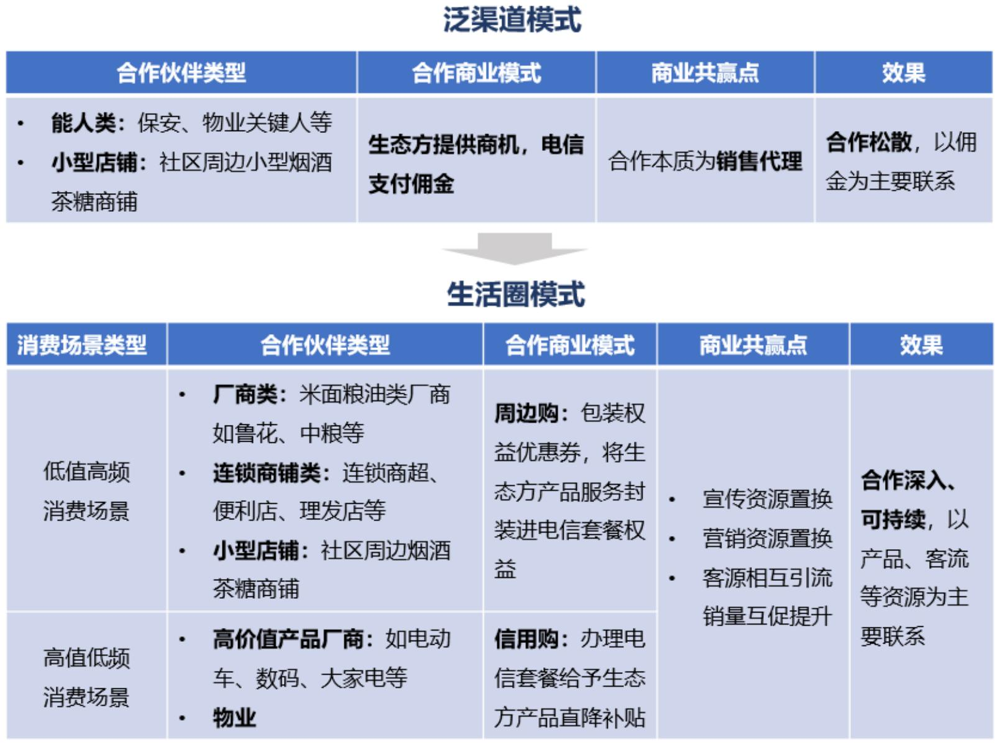 泛渠道模式
合作伙伴类型
合作商业模式
商业共赢点
效果
• 能人类：保安、物业关键人等
• 小型店铺：社区周边小型烟酒
茶糖商铺
生态方提供商机，电信
支付佣金
合作本质为销售代理
合作松散，以佣
金为主要联系
生活圈模式
消费场景类型
合作伙伴类型
合作商业模式
商业共赢点
效果
低值高频
消费场景
• 厂商类：米面粮油类厂商
如鲁花、中粮等
• 连锁商铺类：连锁商超、
便利店、理发店等
• 小型店铺：社区周边烟酒
茶糖商铺
周边购：包装权
益优惠券，将生
态方产品服务封
装进电信套餐权
益
• 宣传资源置换
• 营销资源置换
• 客源相互引流
销量互促提升
合作深入、
可持续，以
产品、客流
等资源为主
要联系
高值低频
消费场景
• 高价值产品厂商：如电动
车、数码、大家电等
• 物业
信用购：办理电
信套餐给予生态
方产品直降补贴